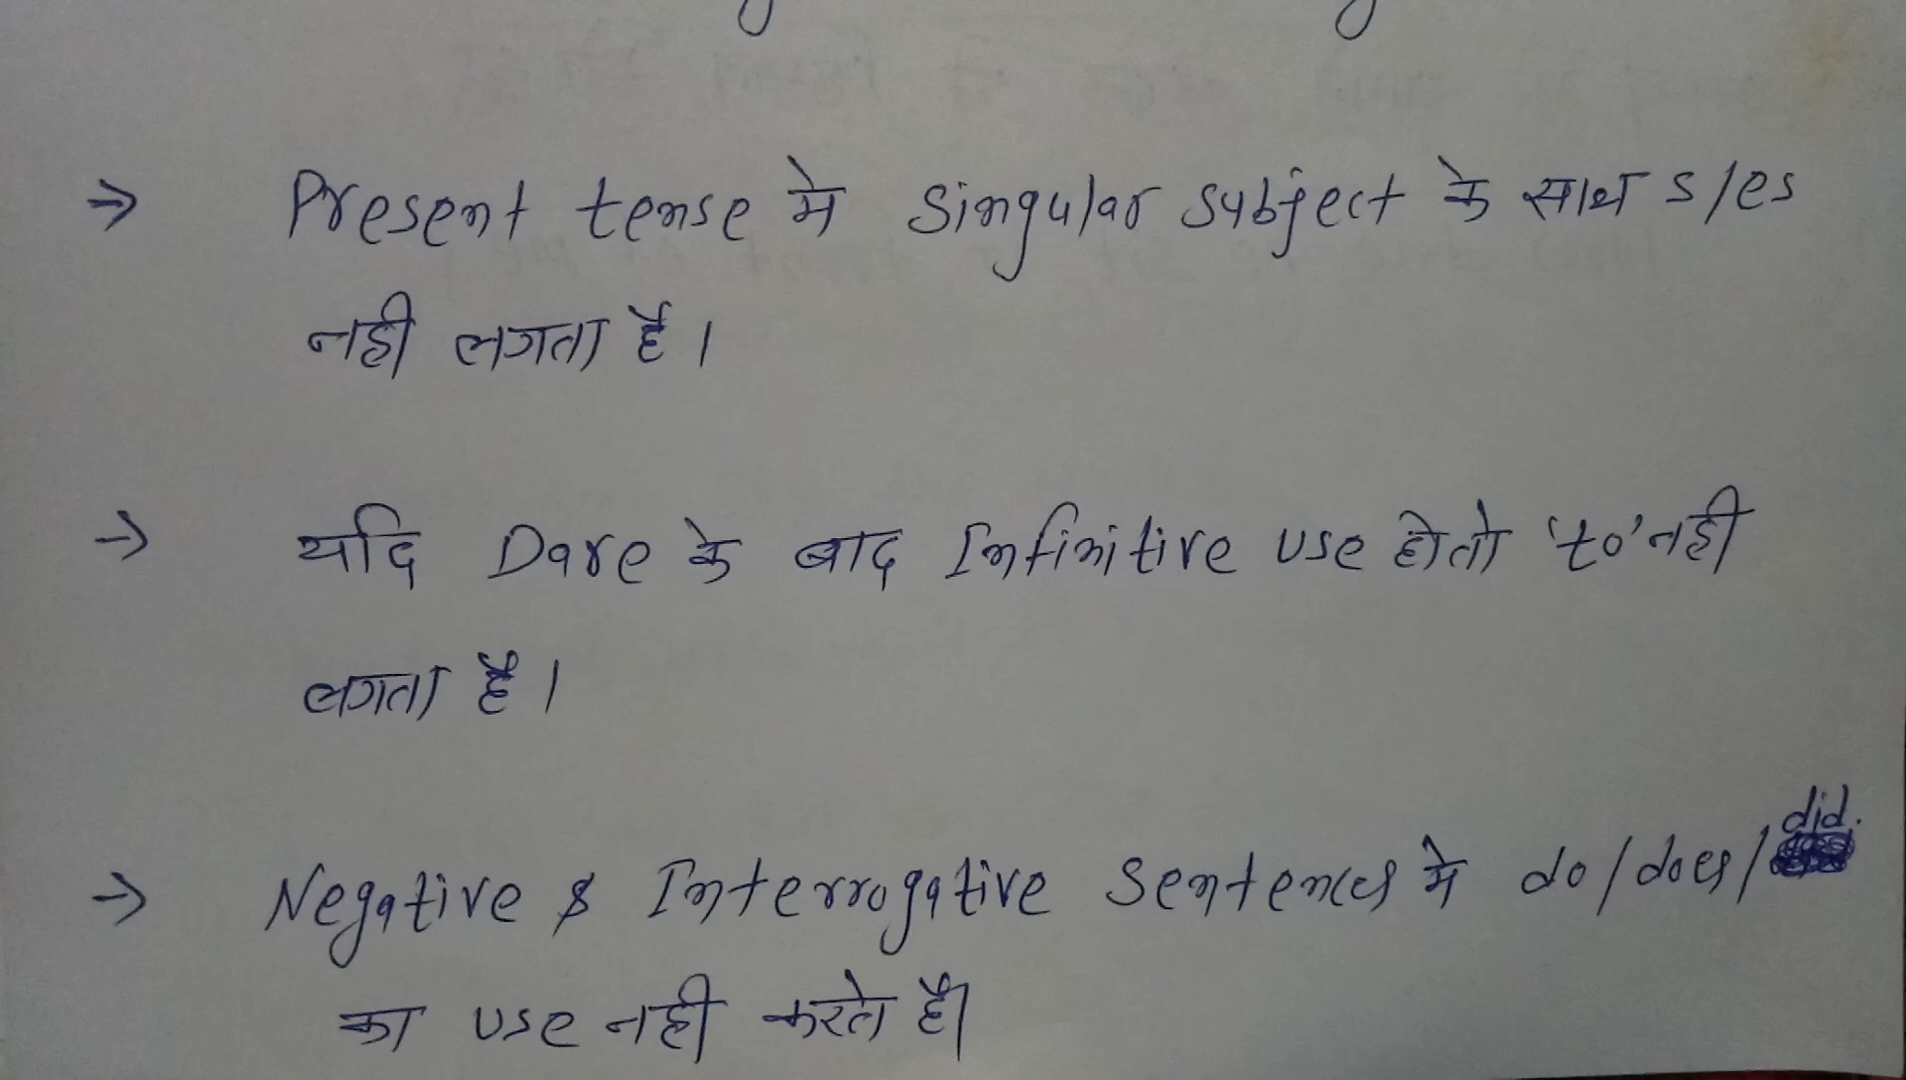 → Present tense मे Singular Subject के साथ s/es
नही लगता है।
→ यदि Dare के बाद Infinitive use हो तो 'to' नही
लगता है।
→ Negative & Interrogative Sentences मे do/does/did.
का use नही करते है।